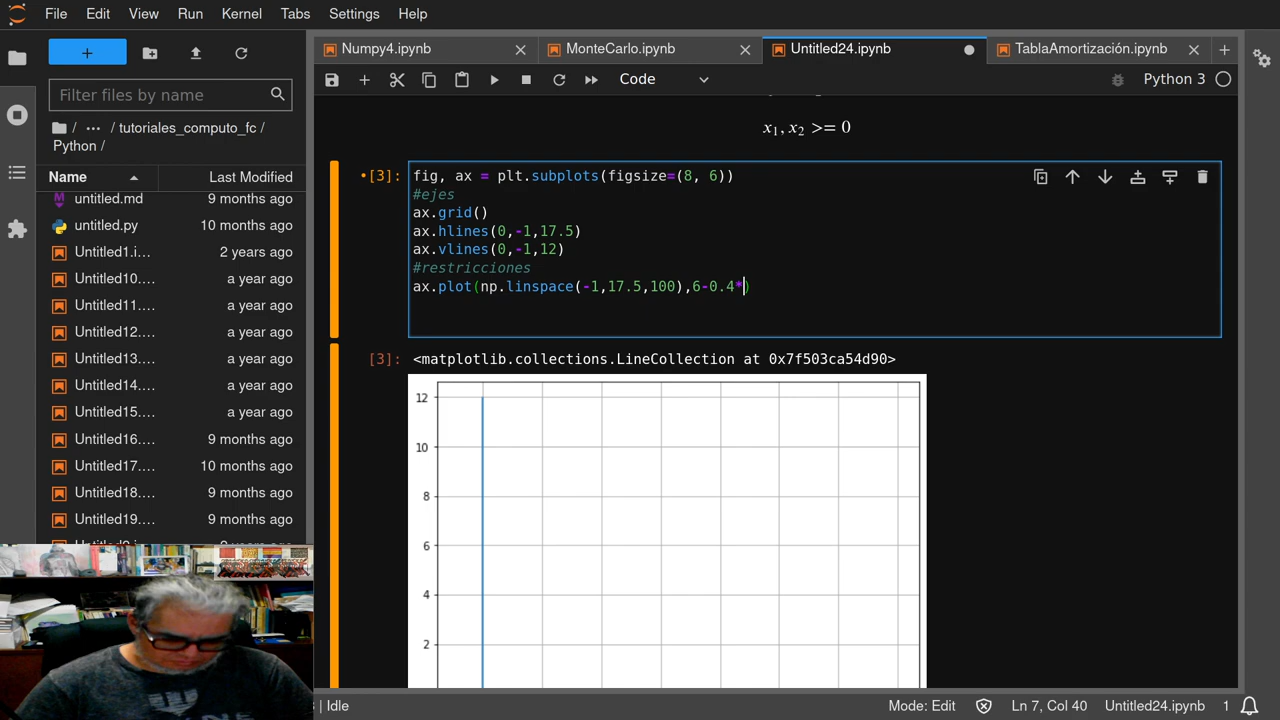 File Edit View Run Kernel Tabs Settings Help
Numpy4.ipynb
MonteCarlo.ipynb
Untitled24.ipynb
TablaAmortización.ipynb
Code
Python 3
Filter files by name
/ ··· / tutoriales_computo_fc /
Python /
Name Last Modified
untitled.md 9 months ago
untitled.py 10 months ago
Untitled1.i... 2 years ago
Untitled10.... a year ago
Untitled11.... a year ago
Untitled12.... a year ago
Untitled13.... a year ago
Untitled14.... a year ago
Untitled15.... a year ago
Untitled16.... 9 months ago
Untitled17.... 10 months ago
Untitled18.... 9 months ago
Untitled19.... 9 months ago
x1, x2 >= 0
[3]: fig, ax = plt.subplots(figsize=(8, 6))
#ejes
ax.grid()
ax.hlines(0,-1,17.5)
ax.vlines(0,-1,12)
#restricciones
ax.plot(np.linspace(-1,17.5,100),6-0.4*)
[3]: <matplotlib.collections.LineCollection at 0x7f503ca54d90>
12
10
8
6
4
2
| Idle
Mode: Edit
Ln 7, Col 40
Untitled24.ipynb
1